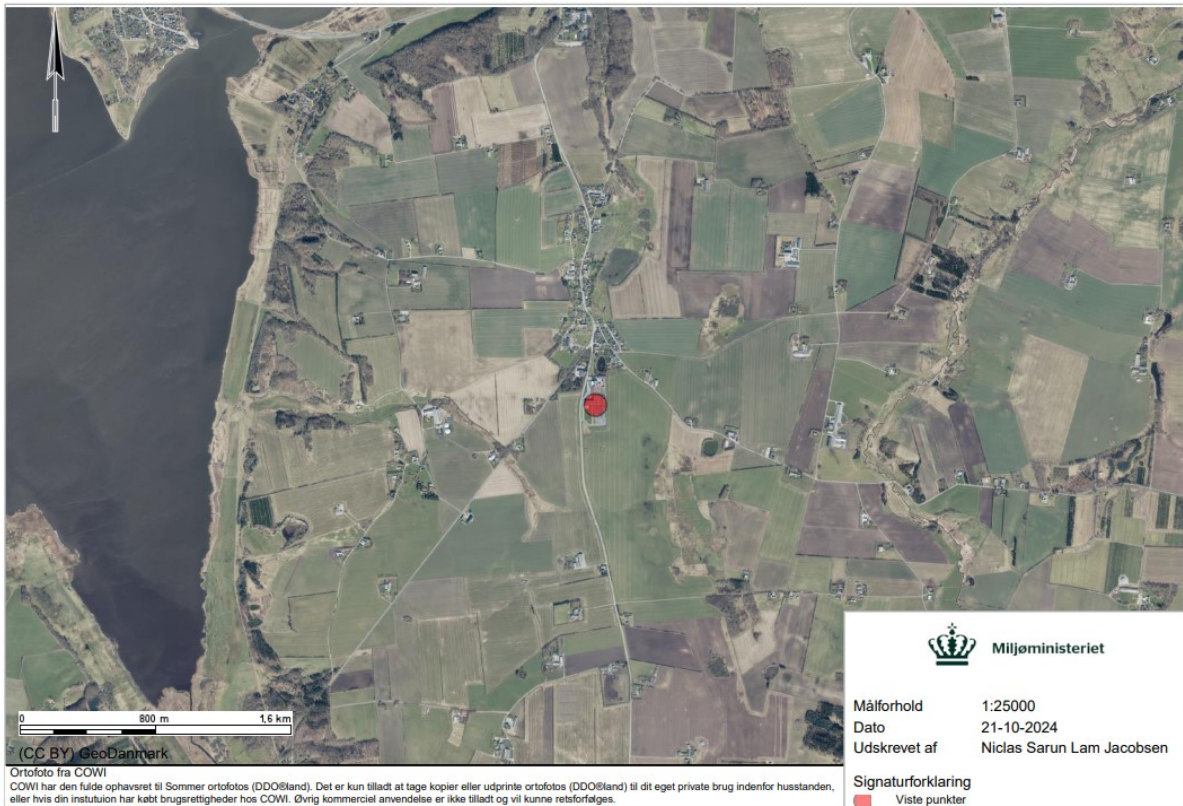 0 800 m 1,6 km
(CC BY) GeoDanmark
Ortofoto fra COWI
COWI har den fulde ophavsret til Sommer ortofotos (DDO®land). Det er kun tilladt at tage kopier eller udprinte ortofotos (DDO®land) til dit eget private brug indenfor husstanden,
eller hvis din instutuion har købt brugsrettigheder hos COWI. Øvrig kommerciel anvendelse er ikke tilladt og vil kunne retsforfølges.
Miljøministeriet
Målforhold 1:25000
Dato 21-10-2024
Udskrevet af Niclas Sarun Lam Jacobsen
Signaturforklaring
Viste punkter